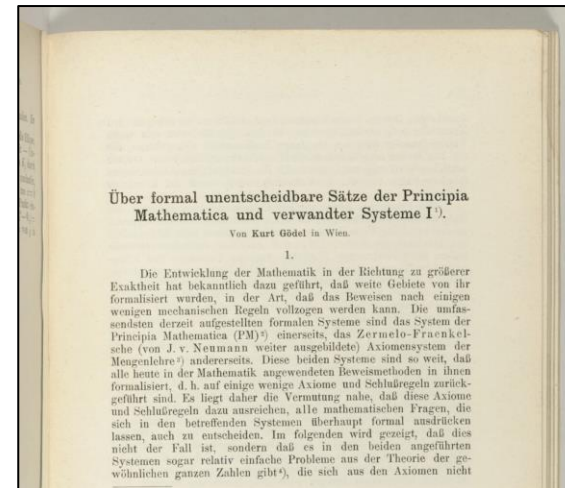 Über formal unentscheidbare Sätze der Principia
Mathematica und verwandter Systeme I¹).
Von Kurt Gödel in Wien.
1.
Die Entwicklung der Mathematik in der Richtung zu größerer
Exaktheit hat bekanntlich dazu geführt, daß weite Gebiete von ihr
formalisiert wurden, in der Art, daß das Beweisen nach einigen
wenigen mechanischen Regeln vollzogen werden kann. Die umfas-
sendsten derzeit aufgestellten formalen Systeme sind das System der
Principia Mathematica (PM)²) einerseits, das Zermelo-Fraenkel-
sche (von J. v. Neumann weiter ausgebildete) Axiomensystem der
Mengenlehre³) andererseits. Diese beiden Systeme sind so weit, daß
alle heute in der Mathematik angewendeten Beweismethoden in ihnen
formalisiert, d. h. auf einige wenige Axiome und Schlußregeln zurück-
geführt sind. Es liegt daher die Vermutung nahe, daß diese Axiome
und Schlußregeln dazu ausreichen, alle mathematischen Fragen, die
sich in den betreffenden Systemen überhaupt formal ausdrücken
lassen, auch zu entscheiden. Im folgenden wird gezeigt, daß dies
nicht der Fall ist, sondern daß es in den beiden angeführten
Systemen sogar relativ einfache Probleme aus der Theorie der ge-
wöhnlichen ganzen Zahlen gibt⁴), die sich aus den Axiomen nicht